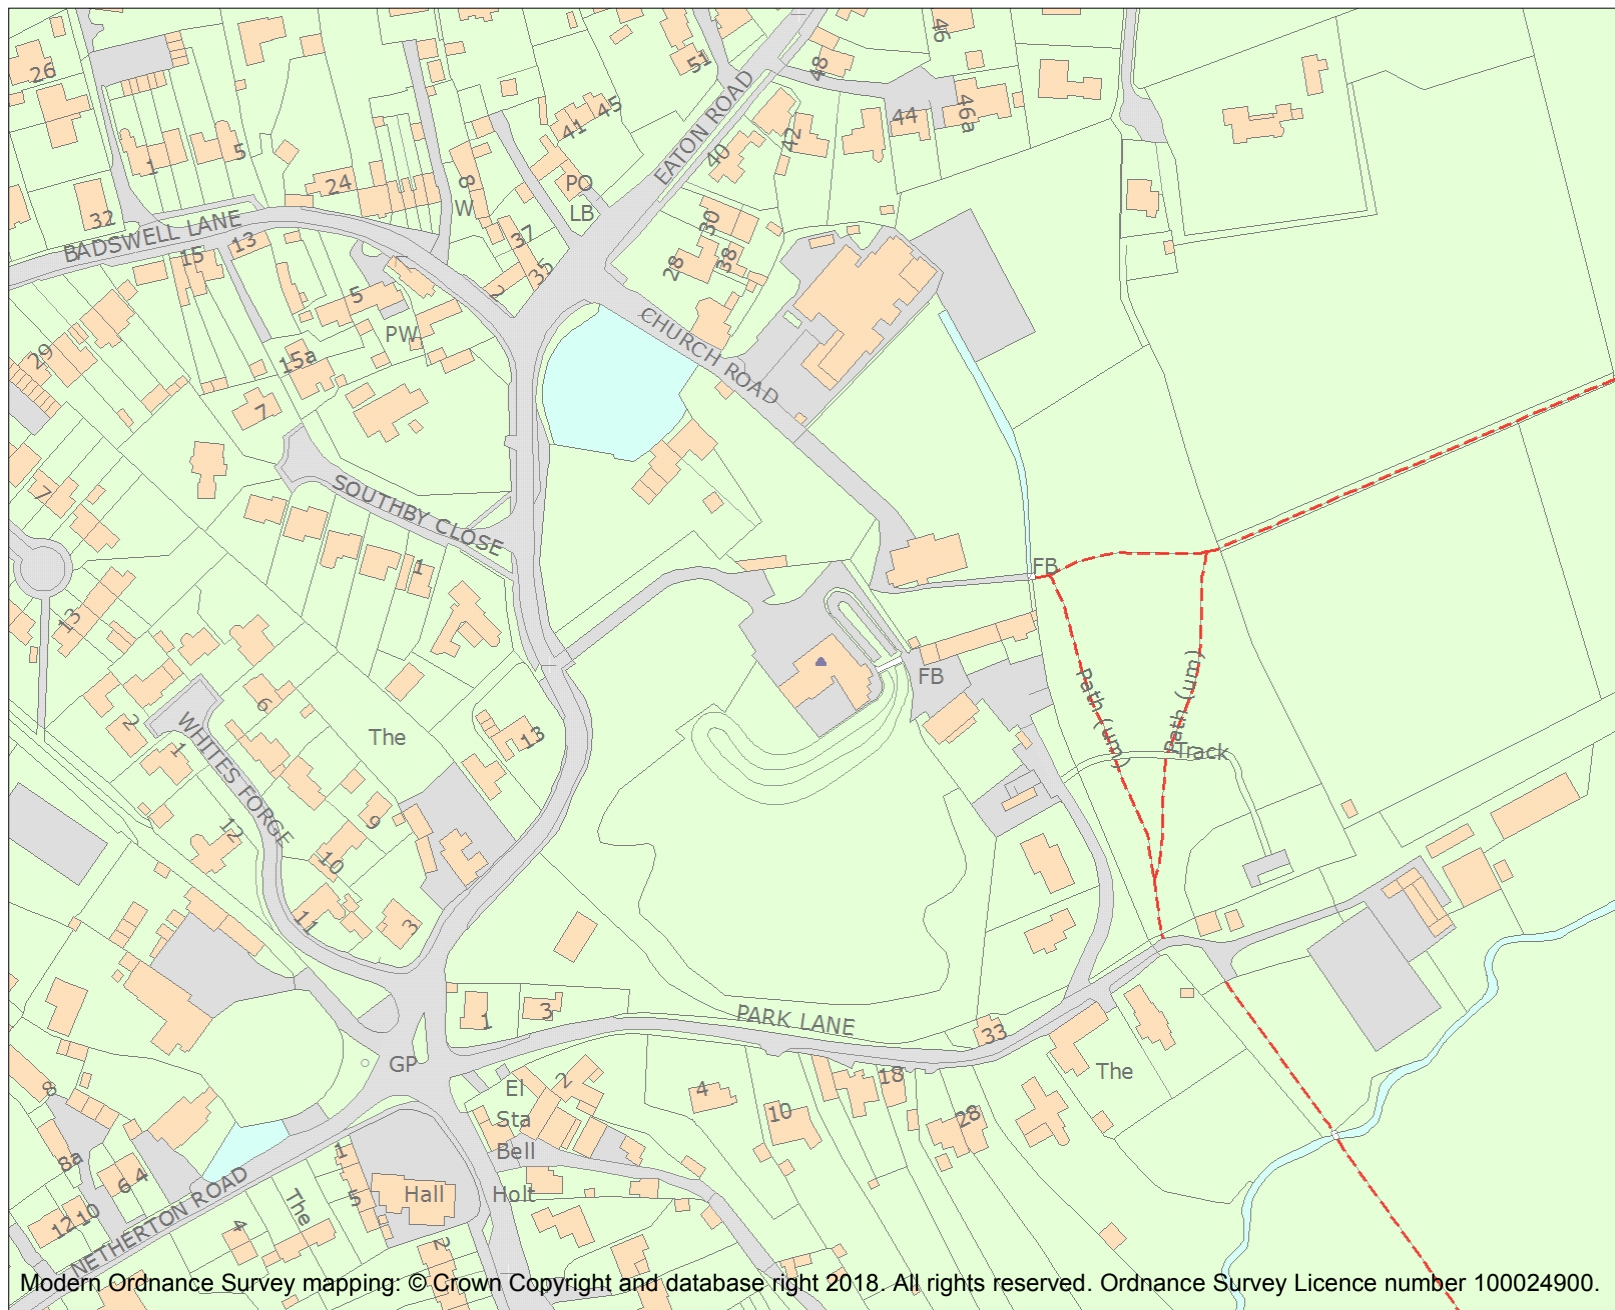 46
51
48
26
45
41
EATON ROAD
44
46a
42
40
1
5
24
8
W
PO
LB
32
BADSWELL LANE
13
15
37
30
38
28
35
2
5
PW
CHURCH ROAD
29
15a
7
7
SOUTHBY CLOSE
1
FB
13
FB
Path (um)
Path (um)
Track
2
6
1
WHITES FORGE
The
13
9
12
10
11
3
1
3
PARK LANE
33
GP
El
Sta
Bell
Holt
2
4
10
18
28
The
8
8a
6
4
12
10
NETHERTON ROAD
1
5
Hall
The
4
2
Modern Ordnance Survey mapping: © Crown Copyright and database right 2018. All rights reserved. Ordnance Survey Licence number 100024900.